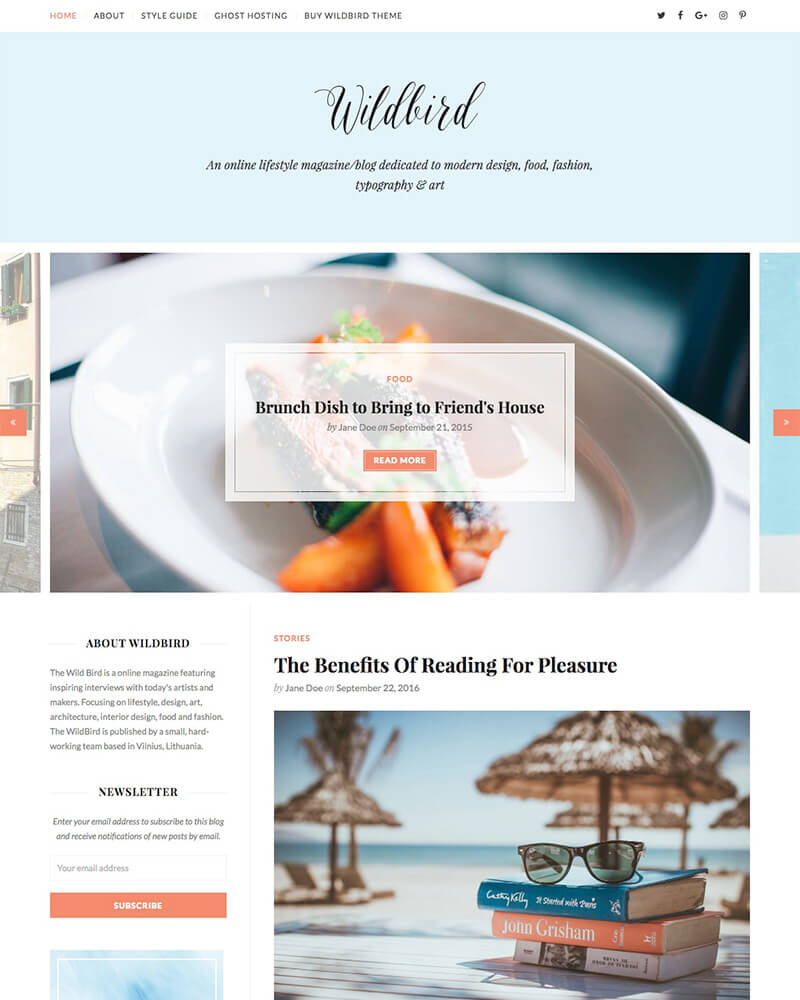 HOME ABOUT STYLE GUIDE GHOST HOSTING BUY WILDBIRD THEME
Wildbird
An online lifestyle magazine/blog dedicated to modern design, food, fashion,
typography & art
«
»
FOOD
Brunch Dish to Bring to Friend's House
by Jane Doe on September 21, 2015
READ MORE
ABOUT WILDBIRD
The Wild Bird is a online magazine featuring
inspiring interviews with today's artists and
makers. Focusing on lifestyle, design, art,
architecture, interior design, food and fashion.
The WildBird is published by a small, hard-
working team based in Vilnius, Lithuania.
NEWSLETTER
Enter your email address to subscribe to this blog
and receive notifications of new posts by email.
Your email address
SUBSCRIBE
STORIES
The Benefits Of Reading For Pleasure
by Jane Doe on September 22, 2016
Cathy Kelly It Started with Paris
John Grisham